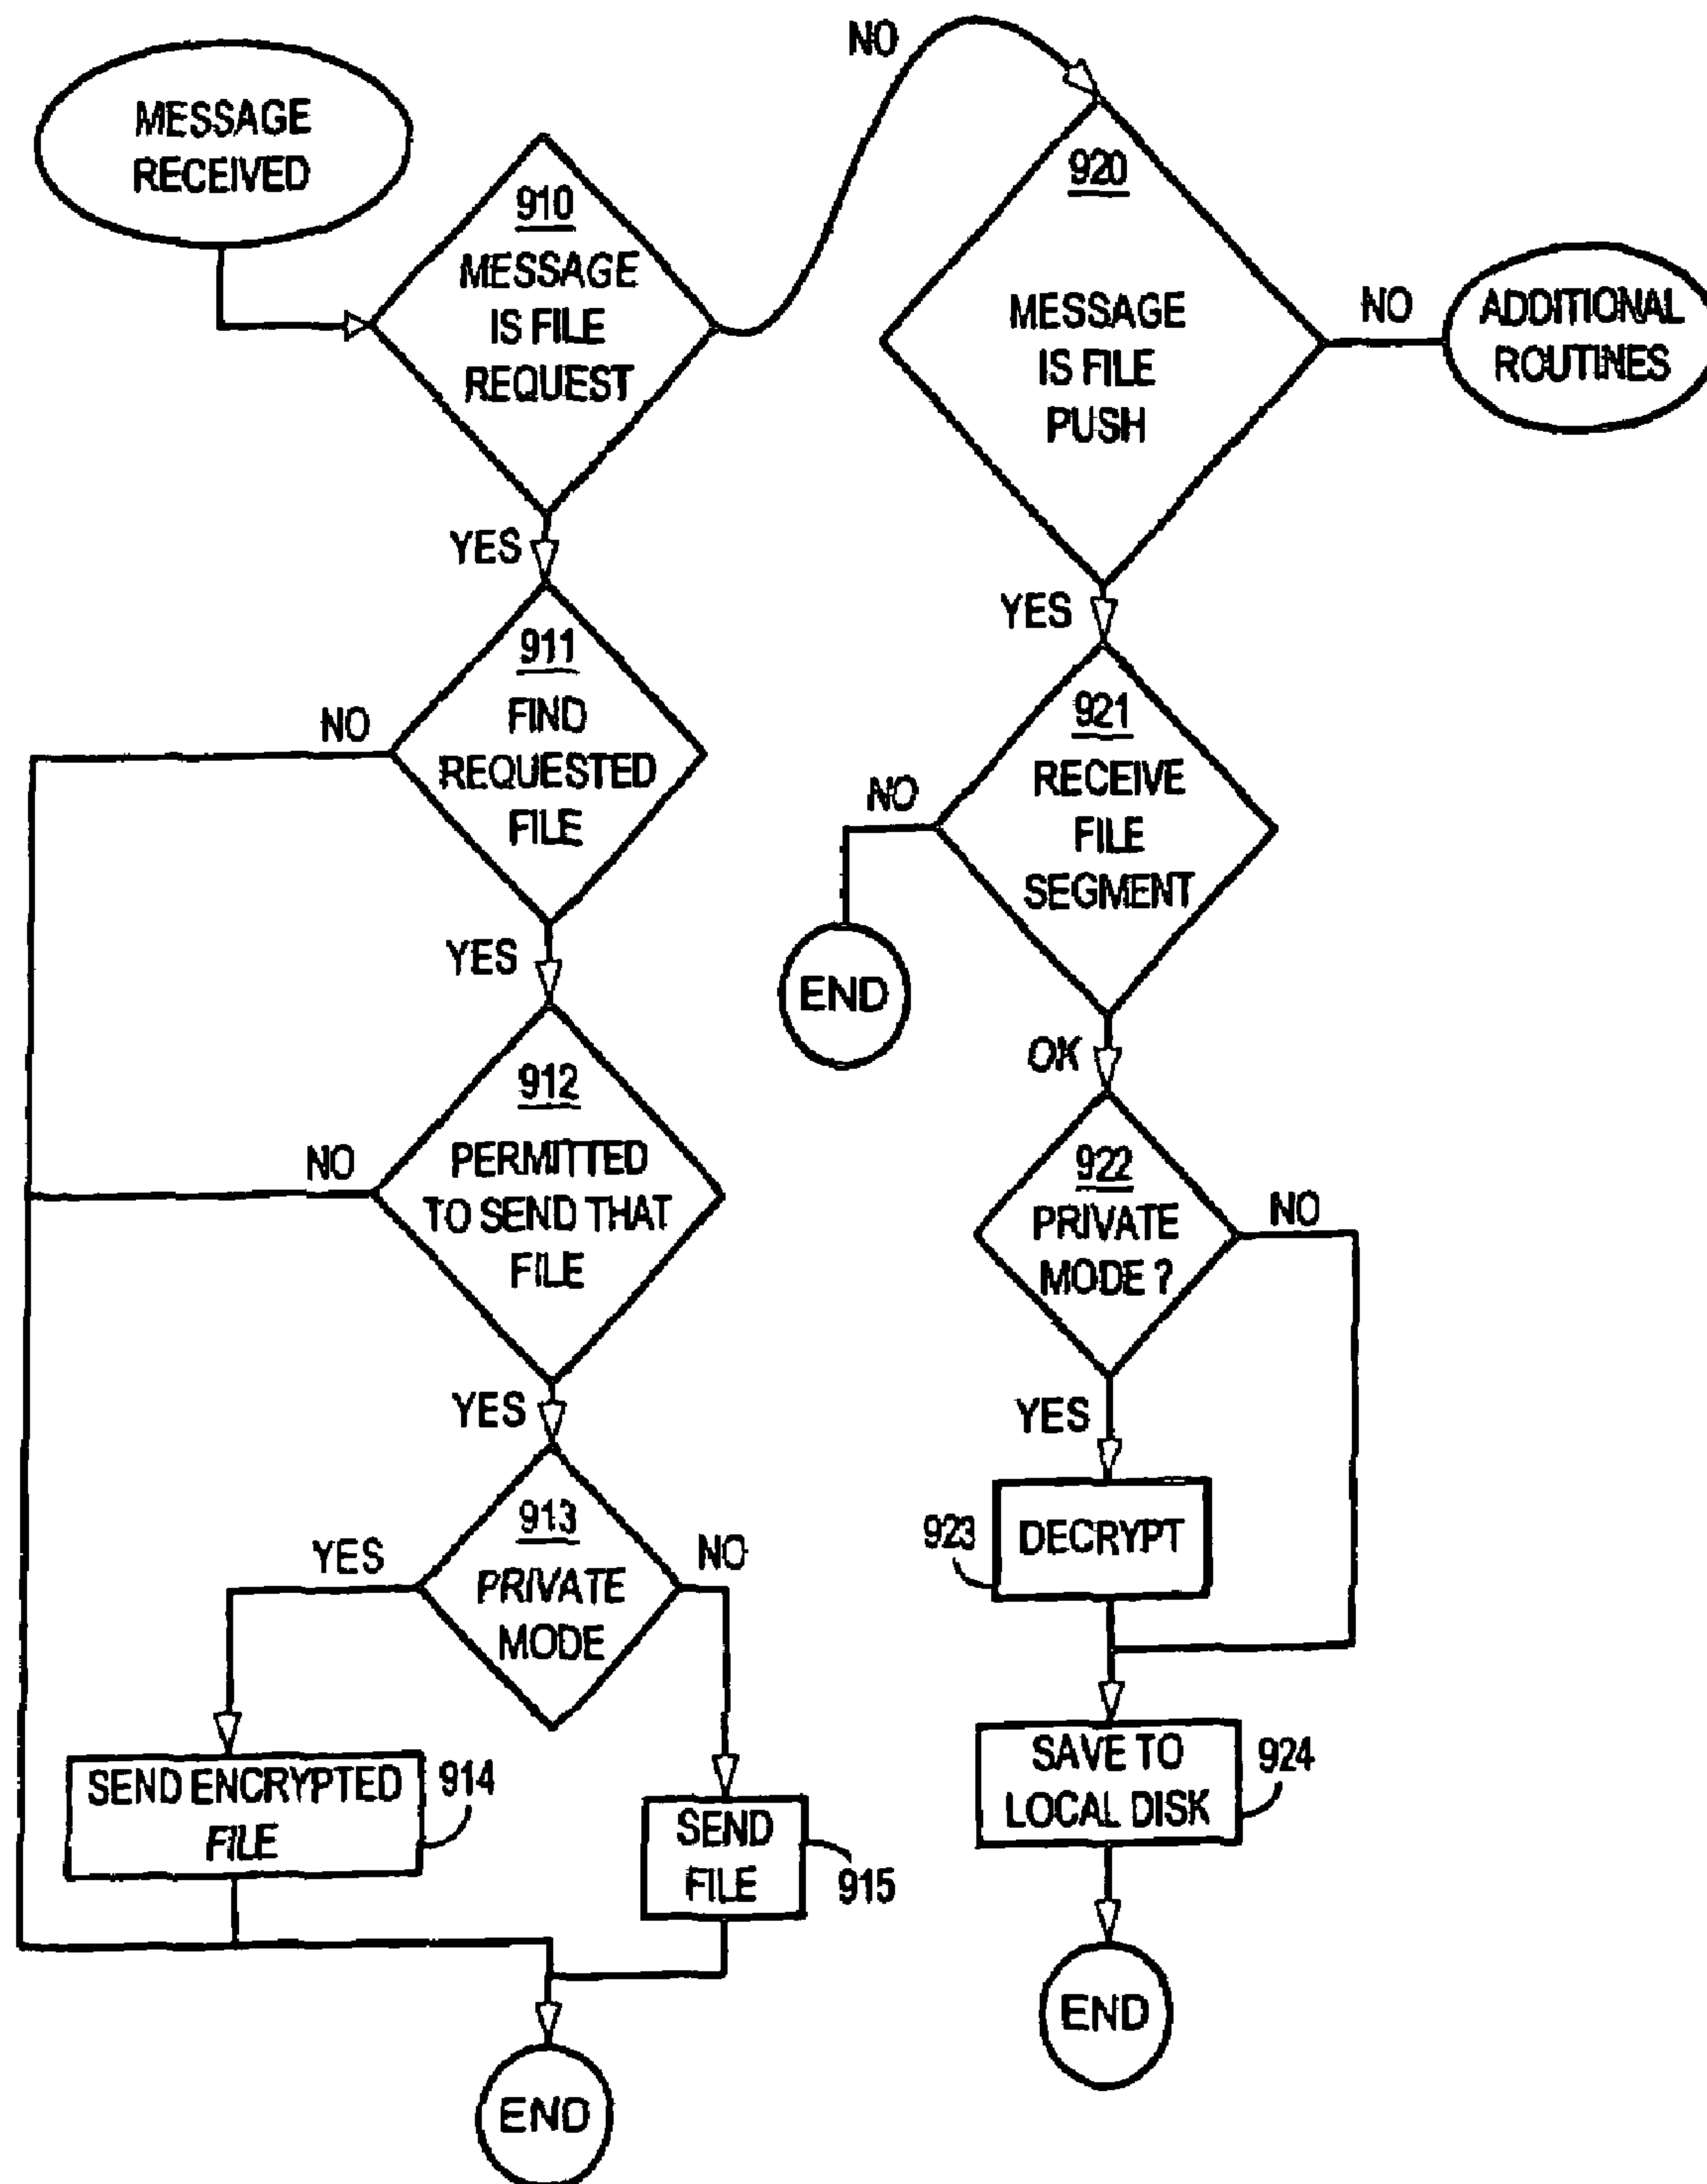 MESSAGE
RECEIVED
910
MESSAGE
IS FILE
REQUEST
NO
YES
911
FIND
REQUESTED
FILE
NO
YES
912
PERMITTED
TO SEND THAT
FILE
NO
YES
913
PRIVATE
MODE
YES
NO
SEND ENCRYPTED
FILE
914
SEND
FILE
915
END
920
MESSAGE
IS FILE
PUSH
NO
ADDITIONAL
ROUTINES
YES
921
RECEIVE
FILE
SEGMENT
NO
END
OK
922
PRIVATE
MODE ?
NO
YES
923
DECRYPT
SAVE TO
LOCAL DISK
924
END